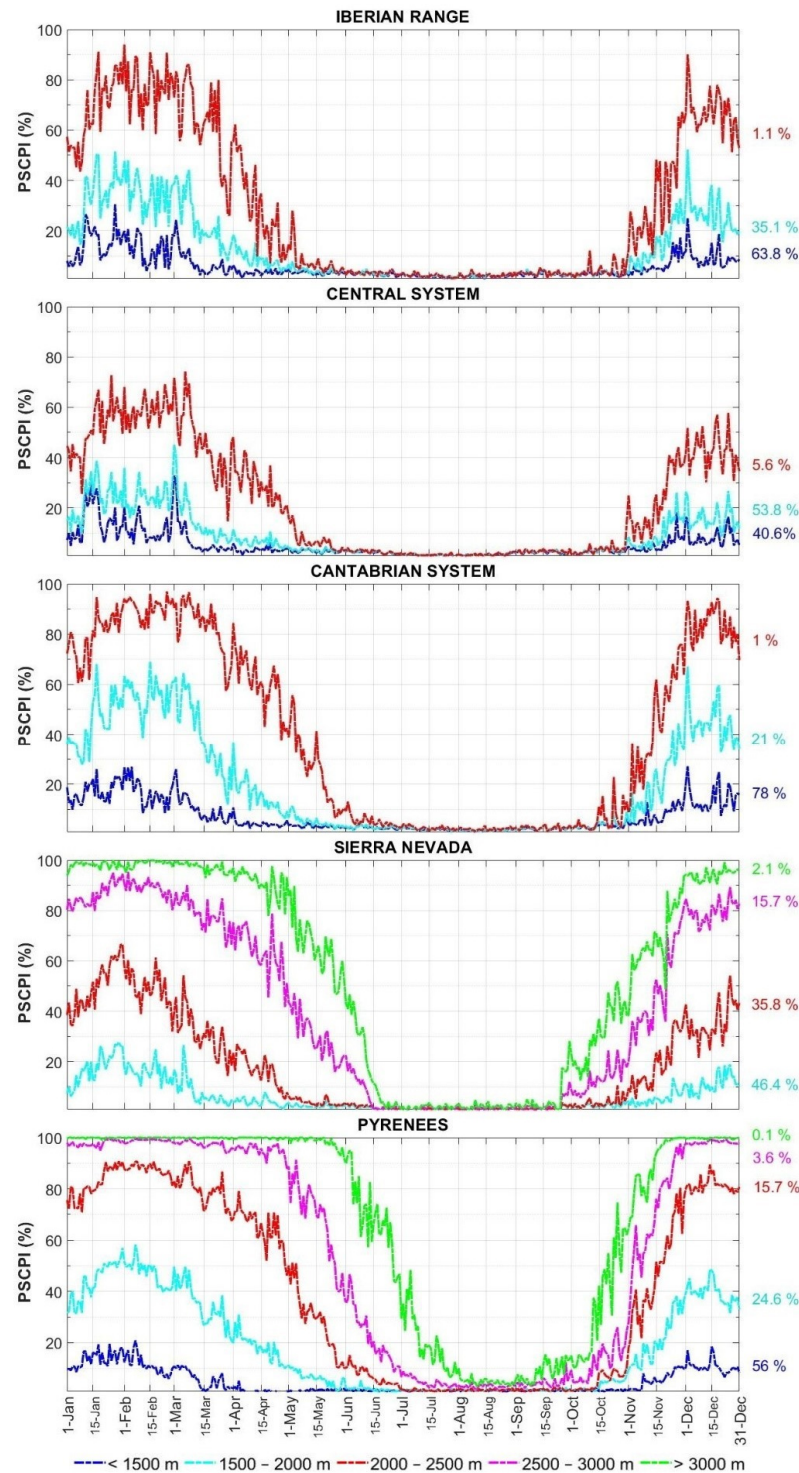 IBERIAN RANGE
PSCPI (%)
100
80
60
40
20
1.1 %
35.1 %
63.8 %
CENTRAL SYSTEM
PSCPI (%)
100
80
60
40
20
5.6 %
53.8 %
40.6%
CANTABRIAN SYSTEM
PSCPI (%)
100
80
60
40
20
1 %
21 %
78 %
SIERRA NEVADA
PSCPI (%)
100
80
60
40
20
2.1 %
15.7 %
35.8 %
46.4 %
PYRENEES
PSCPI (%)
100
80
60
40
20
0.1 %
3.6 %
15.7 %
24.6 %
56 %
1-Jan
15-Jan
1-Feb
15-Feb
1-Mar
15-Mar
1-Apr
15-Apr
1-May
15-May
1-Jun
15-Jun
1-Jul
15-Jul
1-Aug
15-Aug
1-Sep
15-Sep
1-Oct
15-Oct
1-Nov
15-Nov
1-Dec
15-Dec
31-Dec
< 1500 m 1500 – 2000 m 2000 – 2500 m 2500 – 3000 m > 3000 m